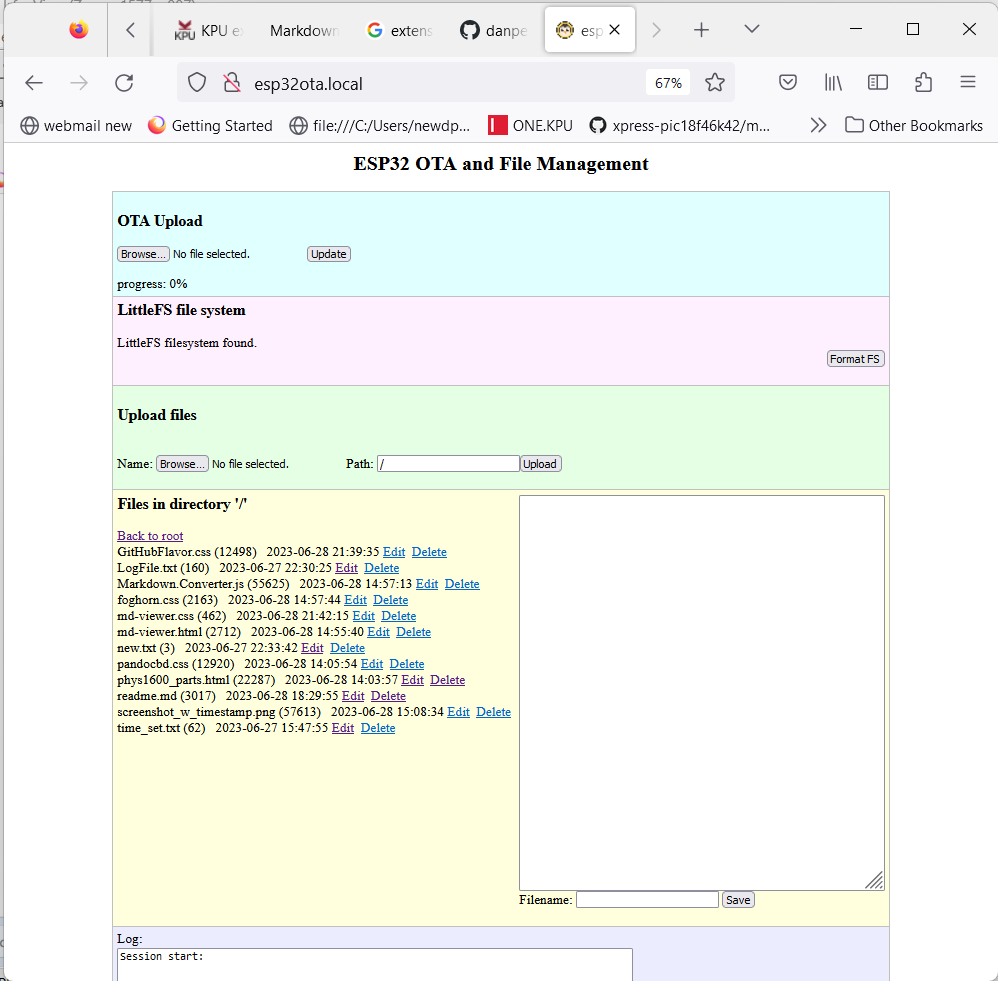 KPU ex
Markdown
extens
danpe
esp
esp32ota.local
67%
webmail new
Getting Started
file:///C:/Users/newdp...
ONE.KPU
xpress-pic18f46k42/m...
Other Bookmarks
ESP32 OTA and File Management
OTA Upload
Browse... No file selected. Update
progress: 0%
LittleFS file system
LittleFS filesystem found.
Format FS
Upload files
Name: Browse... No file selected. Path: / Upload
Files in directory '/'
Back to root
GitHubFlavor.css (12498) 2023-06-28 21:39:35 Edit Delete
LogFile.txt (160) 2023-06-27 22:30:25 Edit Delete
Markdown.Converter.js (55625) 2023-06-28 14:57:13 Edit Delete
foghorn.css (2163) 2023-06-28 14:57:44 Edit Delete
md-viewer.css (462) 2023-06-28 21:42:15 Edit Delete
md-viewer.html (2712) 2023-06-28 14:55:40 Edit Delete
new.txt (3) 2023-06-27 22:33:42 Edit Delete
pandocbd.css (12920) 2023-06-28 14:05:54 Edit Delete
phys1600_parts.html (22287) 2023-06-28 14:03:57 Edit Delete
readme.md (3017) 2023-06-28 18:29:55 Edit Delete
screenshot_w_timestamp.png (57613) 2023-06-28 15:08:34 Edit Delete
time_set.txt (62) 2023-06-27 15:47:55 Edit Delete
Filename: Save
Log:
Session start: